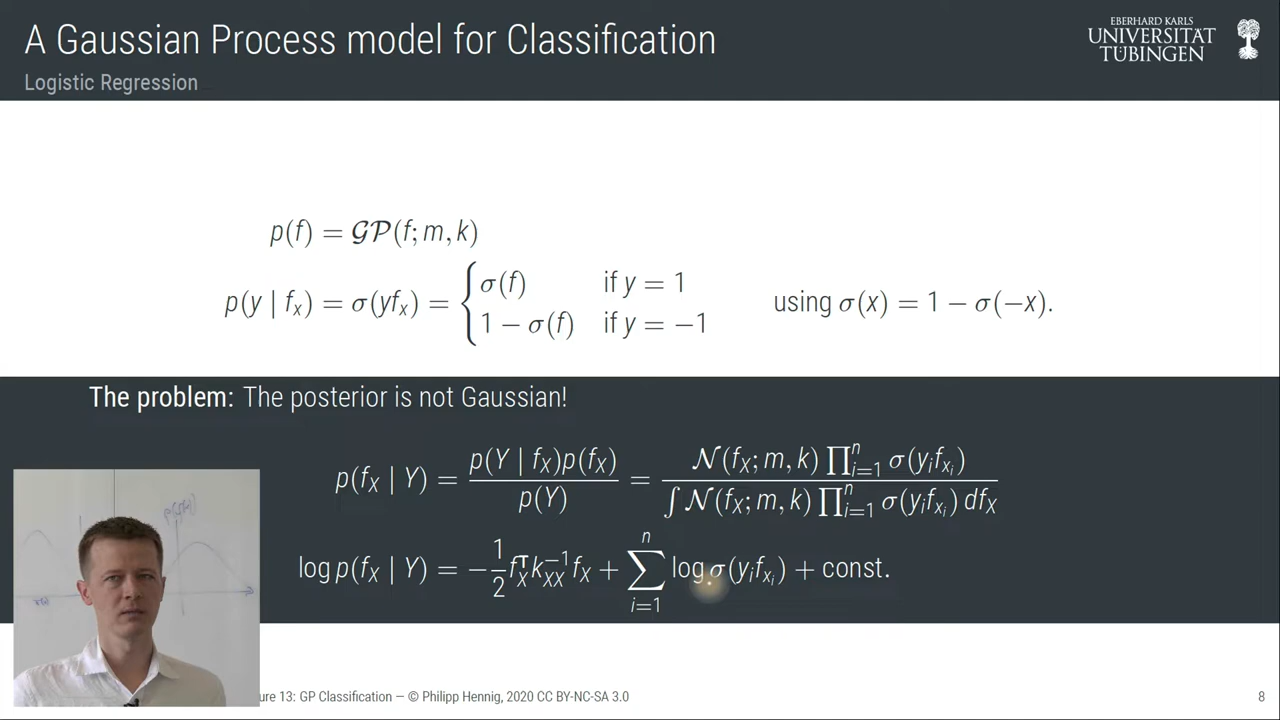 A Gaussian Process model for Classification
Logistic Regression
EBERHARD KARLS
UNIVERSITÄT
TÜBINGEN
p(f) = 𝒢𝒫(f; m, k)
p(y | fₓ) = σ(yfₓ) = { σ(f) if y = 1
1 − σ(f) if y = −1
using σ(x) = 1 − σ(−x).
The problem: The posterior is not Gaussian!
p(f_X | Y) = p(Y | f_X)p(f_X) / p(Y) = 𝒩(f_X; m, k) ∏_{i=1}^{n} σ(y_i f_{x_i}) / ∫ 𝒩(f_X; m, k) ∏_{i=1}^{n} σ(y_i f_{x_i}) df_X
log p(f_X | Y) = −1/2 f_X^⊤ k_{XX}^{−1} f_X + ∑_{i=1}^{n} log σ(y_i f_{x_i}) + const.
ure 13: GP Classification — © Philipp Hennig, 2020 CC BY-NC-SA 3.0
8